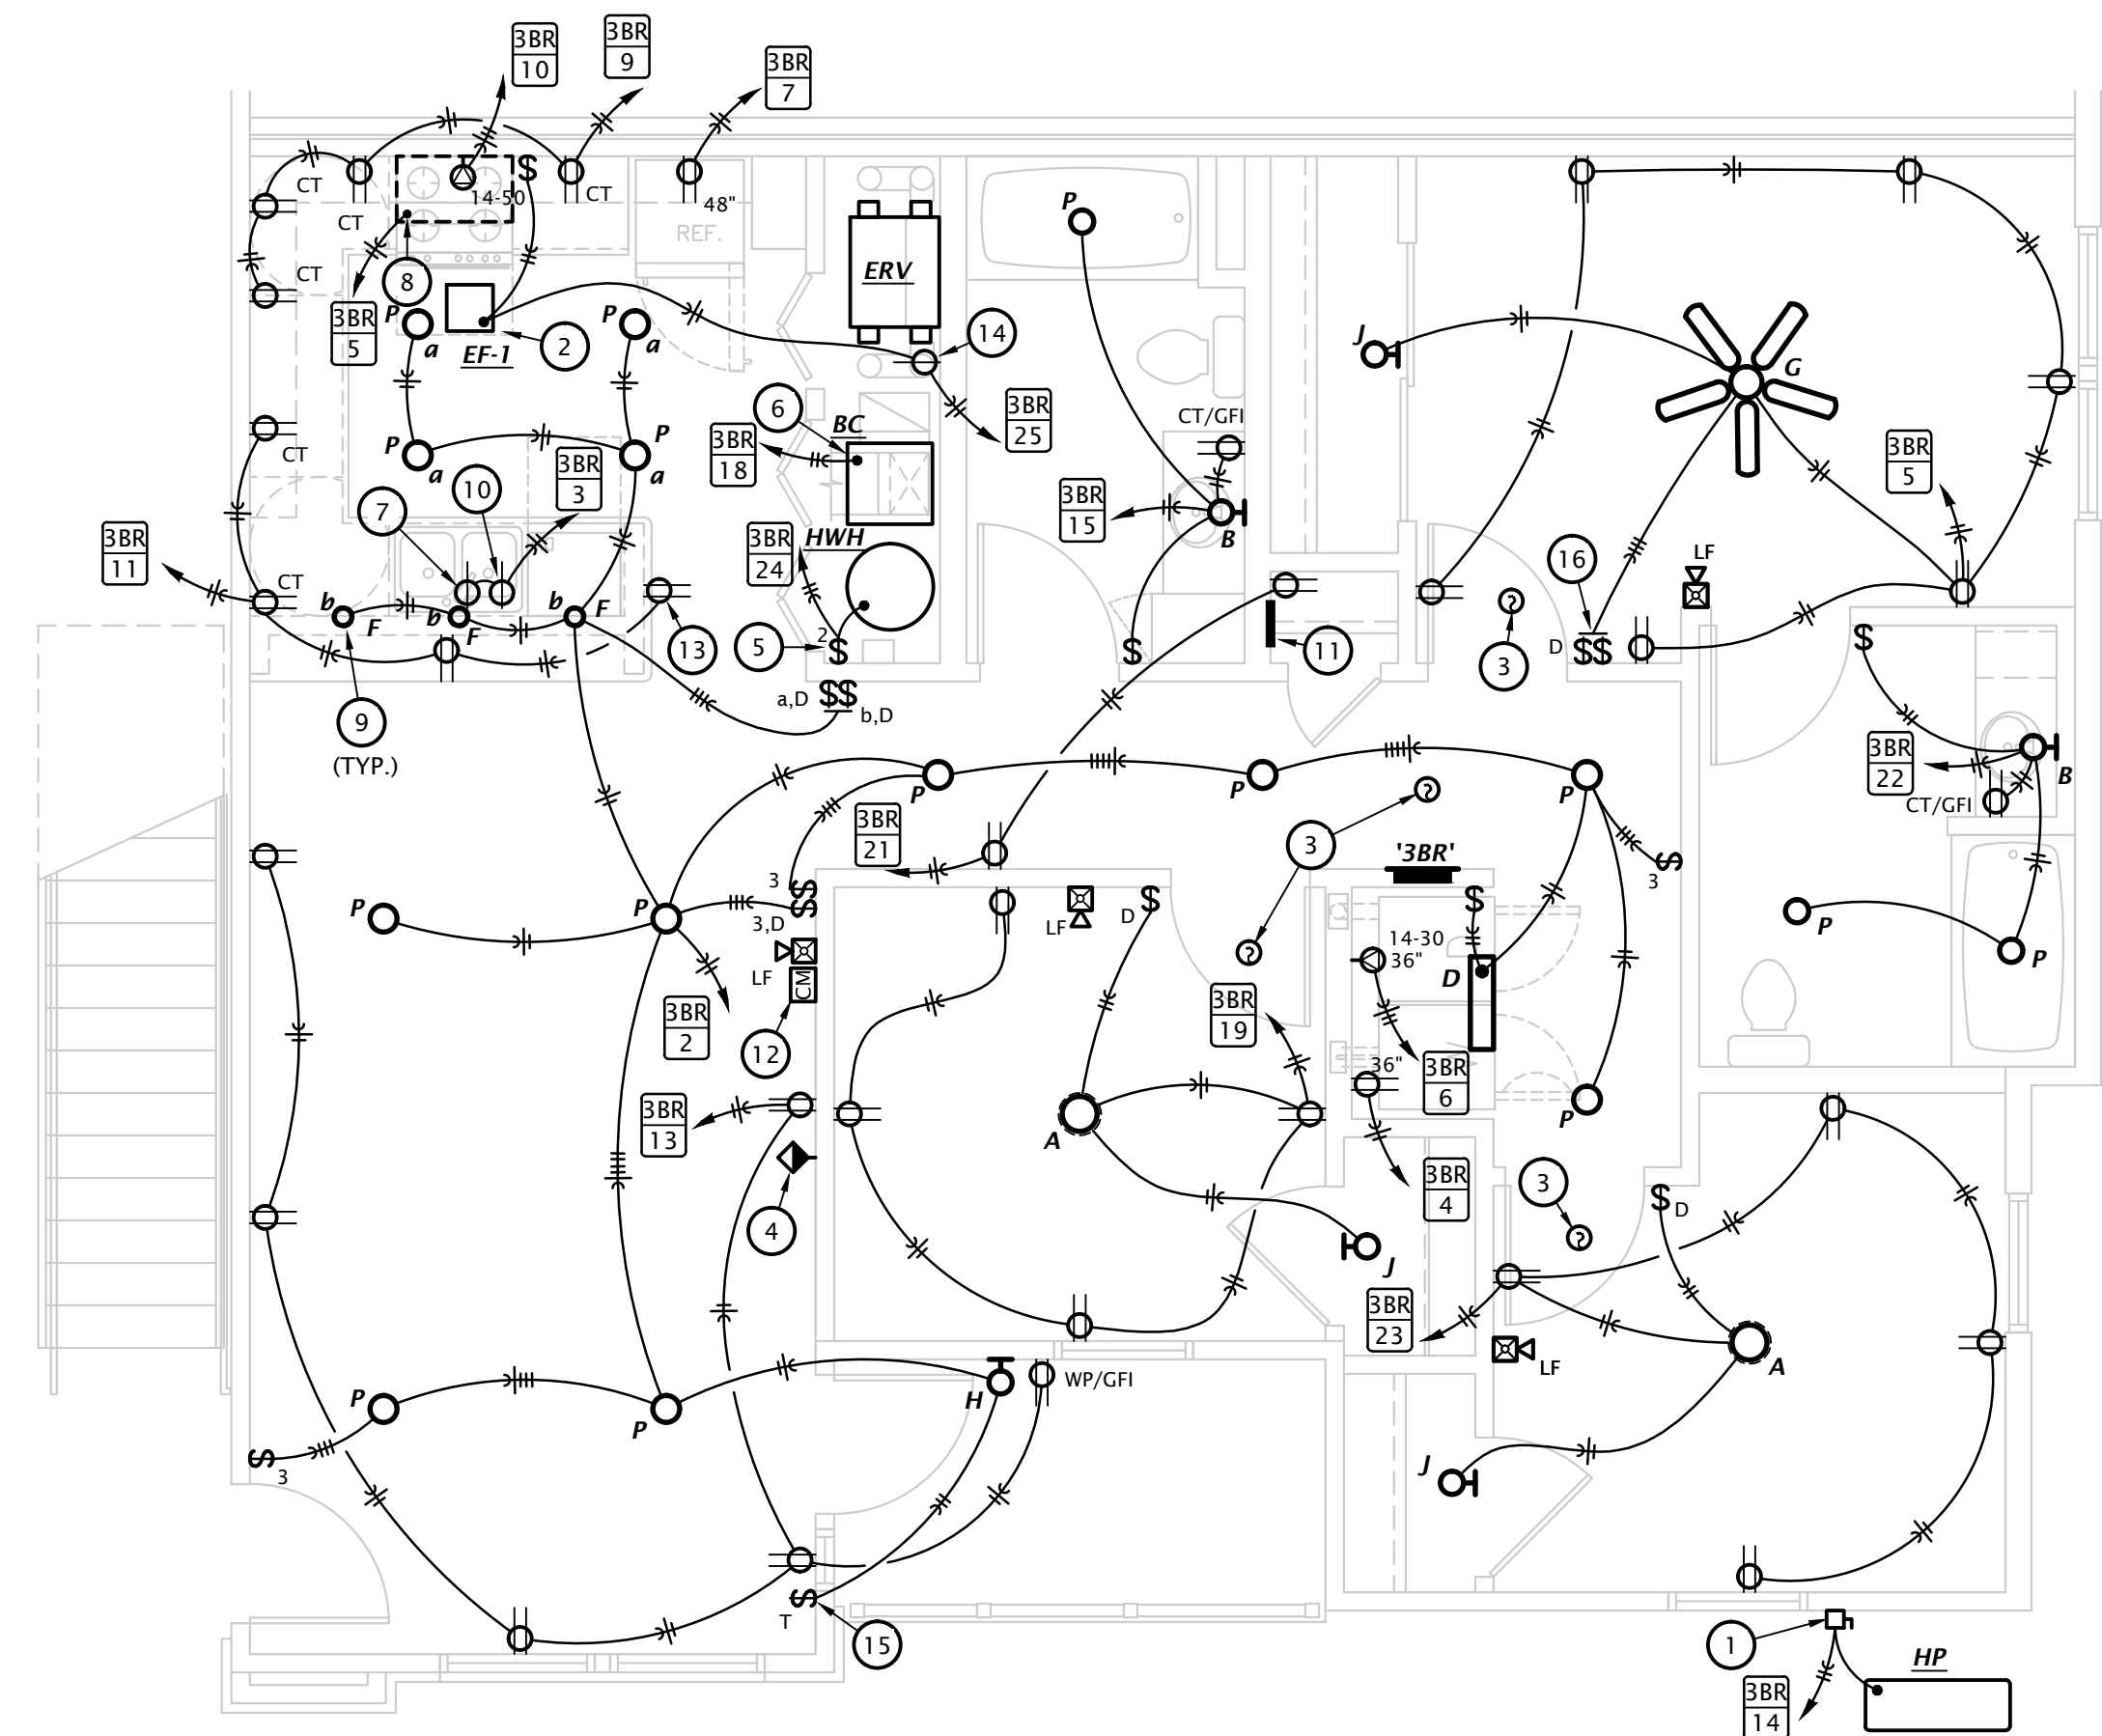 3BR
10
3BR
9
3BR
7
CT
CT
14-50
CT
48"
REF.
P
ERV
8
CT
3BR
5
P
a
EF-1
2
P
a
14
J
G
6
BC
3BR
25
CT/GFI
3BR
18
P
a
P
a
CT
3BR
3
10
7
3BR
15
B
3BR
5
3BR
11
CT
3BR
24
HWH
16
LF
b
F
b
F
b
F
13
5
2
$
$
11
3
D
$$
$
9
(TYP.)
a,D
$$
b,D
3BR
22
B
CT/GFI
P
P
P
3BR
21
3
'3BR'
3
$
$
3
$
3,D
P
P
LF
CM
LF
D
$
$
14-30
36"
D
P
P
3BR
2
12
3BR
19
36"
3BR
6
P
3BR
13
A
4
3BR
4
3
$
D
J
3BR
23
LF
A
P
P
H
WP/GFI
$
3
J
$
T
15
1
HP
3BR
14